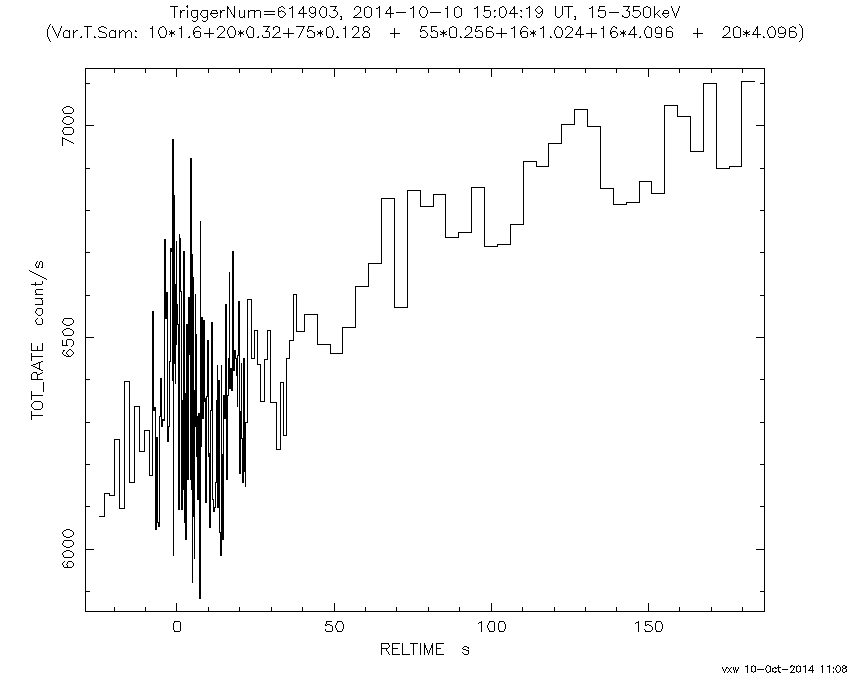 TriggerNum=614903, 2014-10-10 15:04:19 UT, 15-350keV
(Var.T.Sam: 10*1.6+20*0.32+75*0.128 + 55*0.256+16*1.024+16*4.096 + 20*4.096)
TOT_RATE count/s
7000
6500
6000
0 50 100 150
RELTIME s
vxw 10-Oct-2014 11:08